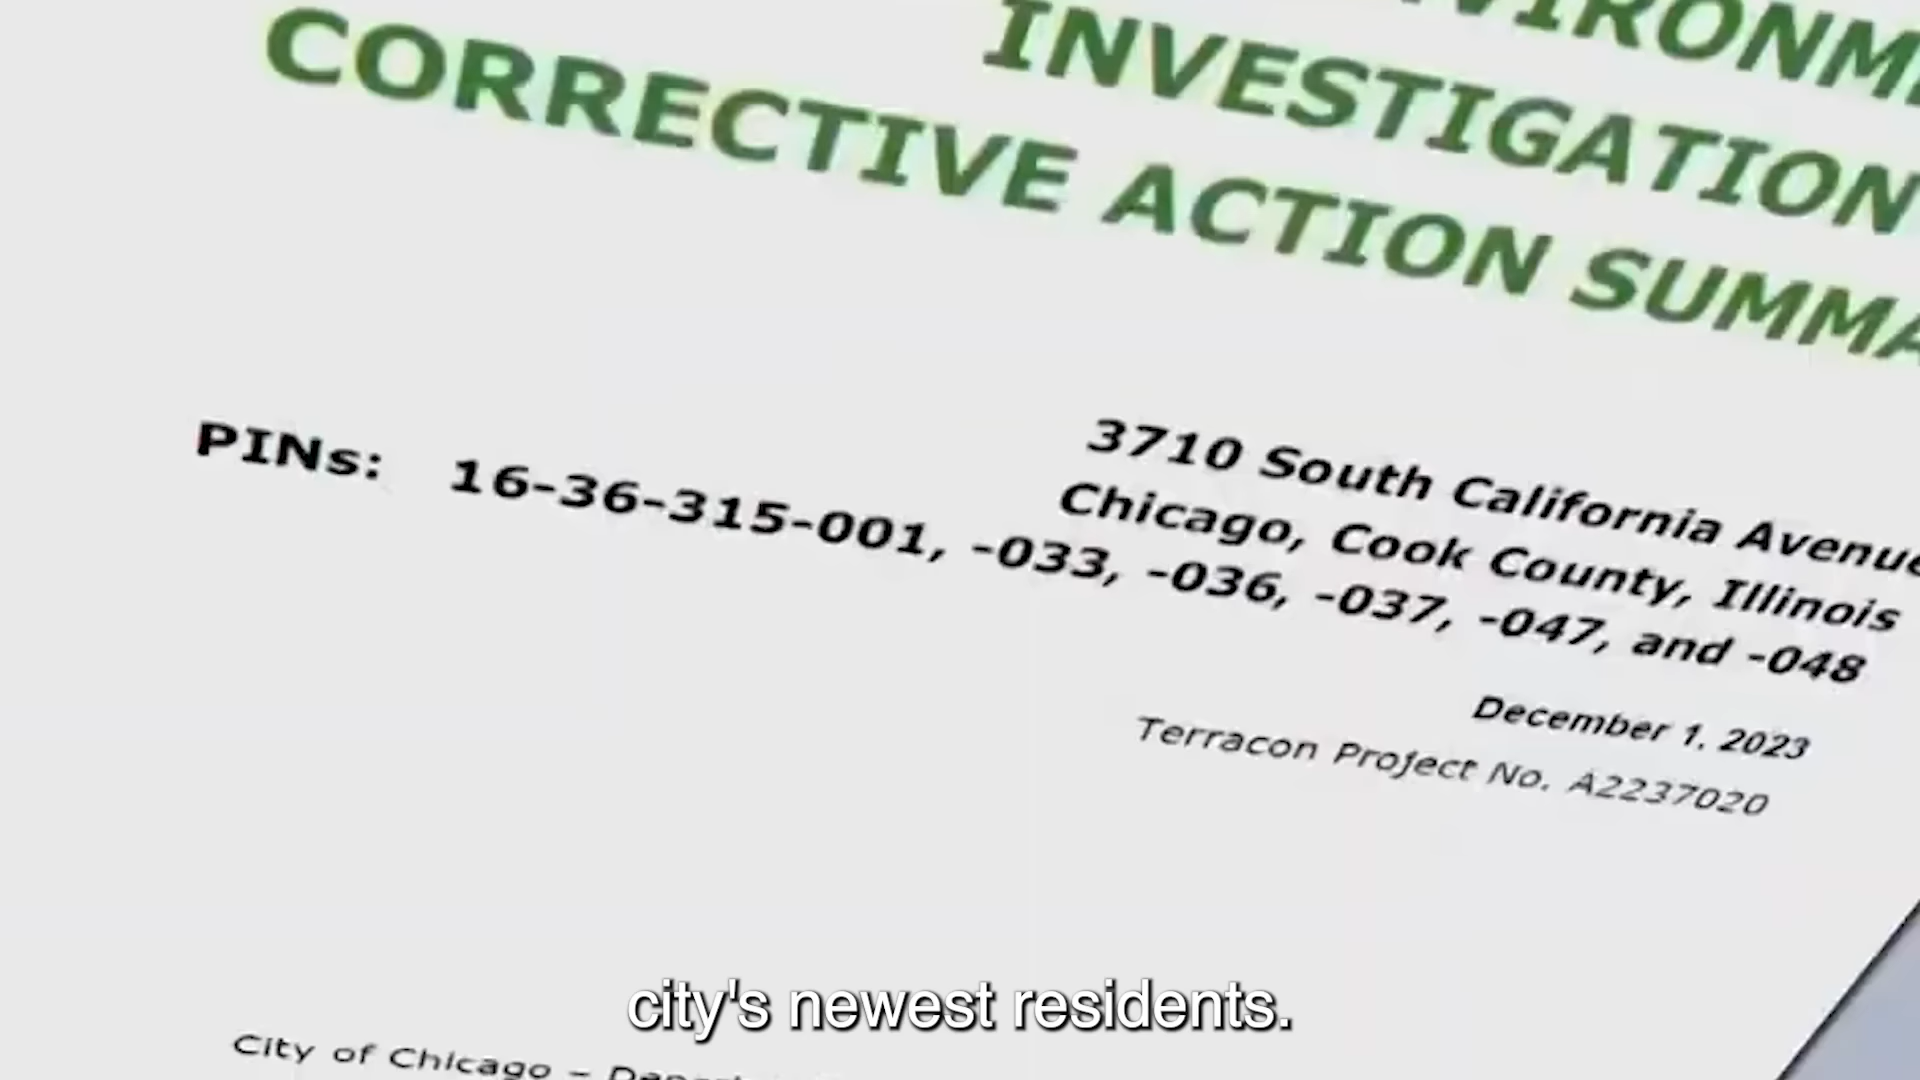 INVESTIGATION
CORRECTIVE ACTION
3710 South California Avenue
Chicago, Cook County, Illinois
PINs: 16-36-315-001, -033, -036, -037, -047, and -048
December 1, 2023
Terracon Project No. A2237020
City of Chicago –
city's newest residents.